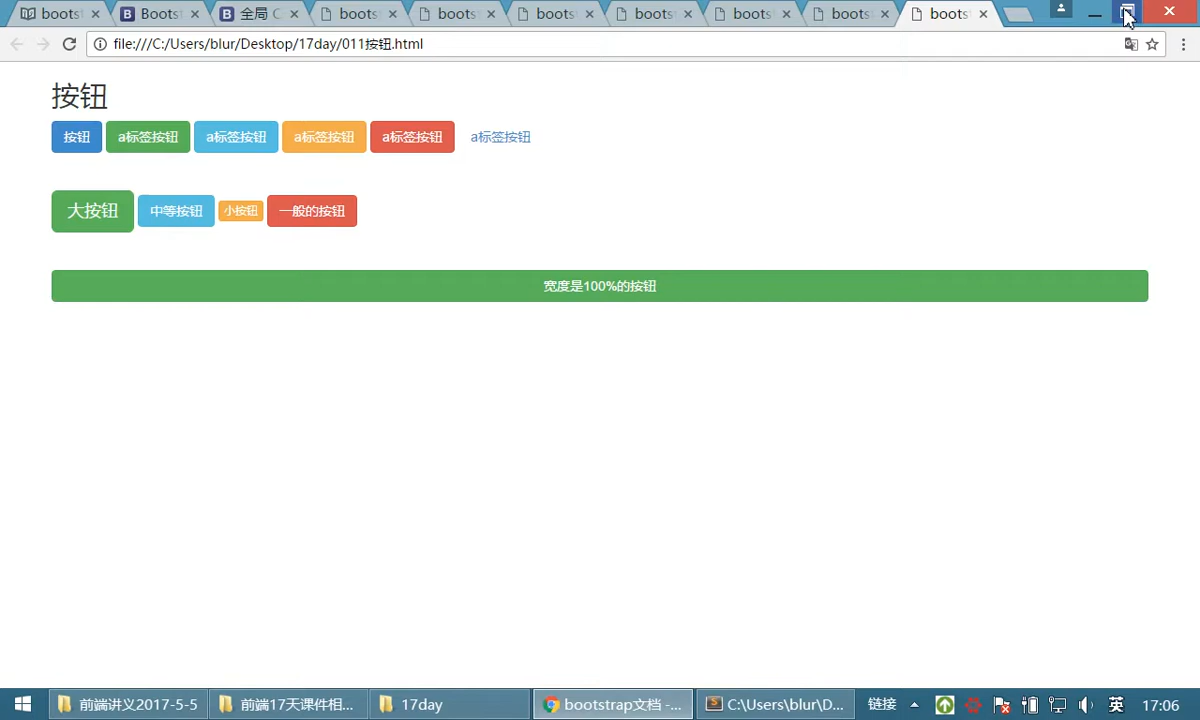 boots
Boots
全局 C
boots
boots
boots
boots
boots
boots
boots
file:///C:/Users/blur/Desktop/17day/011按钮.html
按钮
按钮 a标签按钮 a标签按钮 a标签按钮 a标签按钮 a标签按钮
大按钮 中等按钮 小按钮 一般的按钮
宽度是100%的按钮
前端讲义2017-5-5 前端17天课件相... 17day bootstrap文档 -... C:\Users\blur\D... 链接 英 17:06